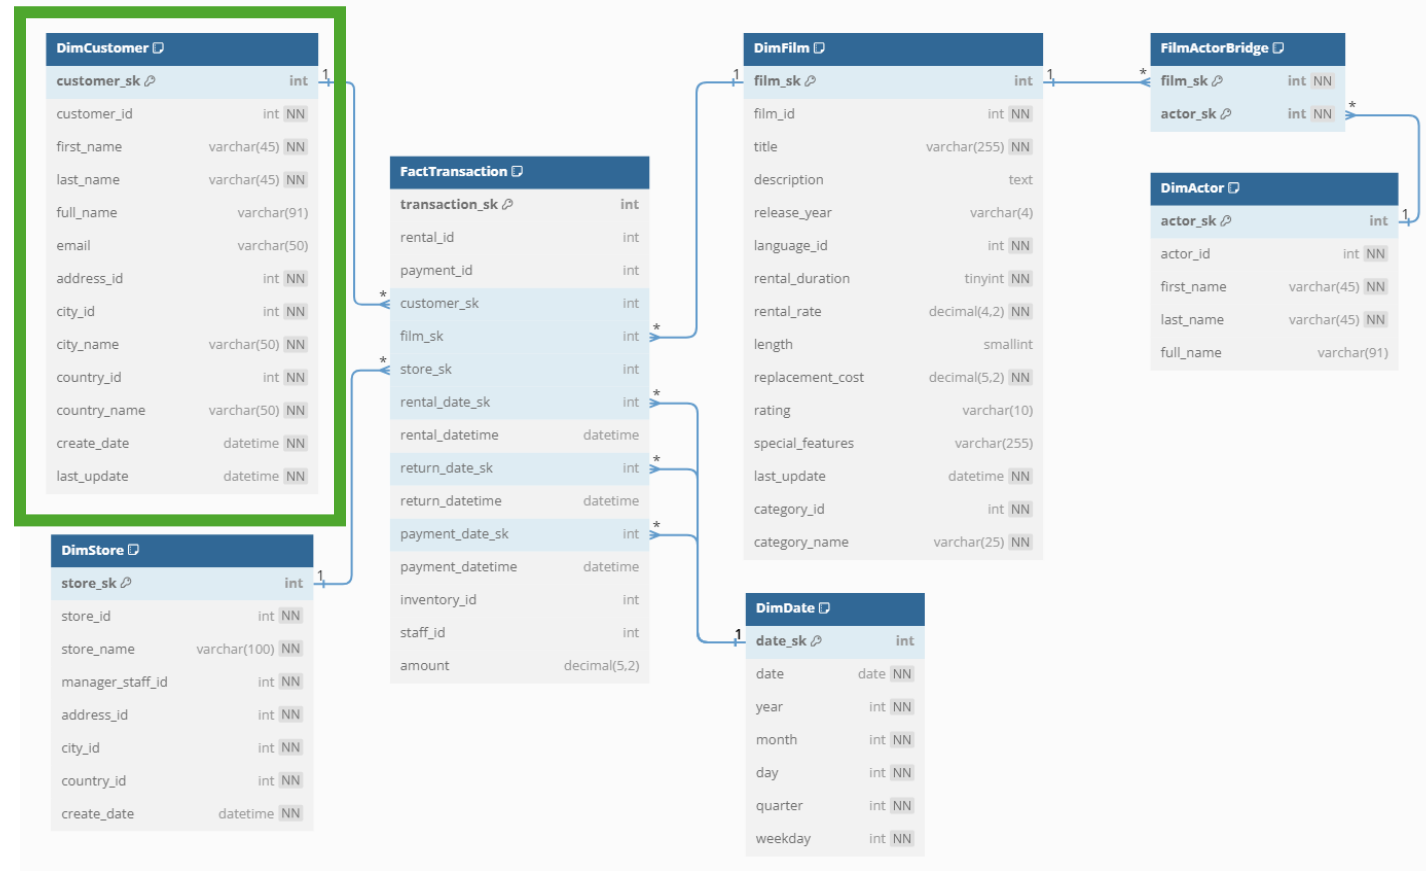 DimCustomer
customer_sk int
customer_id int NN
first_name varchar(45) NN
last_name varchar(45) NN
full_name varchar(91)
email varchar(50)
address_id int NN
city_id int NN
city_name varchar(50) NN
country_id int NN
country_name varchar(50) NN
create_date datetime NN
last_update datetime NN
1
DimStore
store_sk int
store_id int NN
store_name varchar(100) NN
manager_staff_id int NN
address_id int NN
city_id int NN
country_id int NN
create_date datetime NN
1
FactTransaction
transaction_sk int
rental_id int
payment_id int
* customer_sk int
film_sk int *
* store_sk int
rental_date_sk int *
rental_datetime datetime
return_date_sk int *
return_datetime datetime
payment_date_sk int *
payment_datetime datetime
inventory_id int
staff_id int
amount decimal(5,2)
DimFilm
1 film_sk int 1
film_id int NN
title varchar(255) NN
description text
release_year varchar(4)
language_id int NN
rental_duration tinyint NN
rental_rate decimal(4,2) NN
length smallint
replacement_cost decimal(5,2) NN
rating varchar(10)
special_features varchar(255)
last_update datetime NN
category_id int NN
category_name varchar(25) NN
DimDate
1 date_sk int
date date NN
year int NN
month int NN
day int NN
quarter int NN
weekday int NN
FilmActorBridge
* film_sk int NN
actor_sk int NN *
DimActor
actor_sk int 1
actor_id int NN
first_name varchar(45) NN
last_name varchar(45) NN
full_name varchar(91)